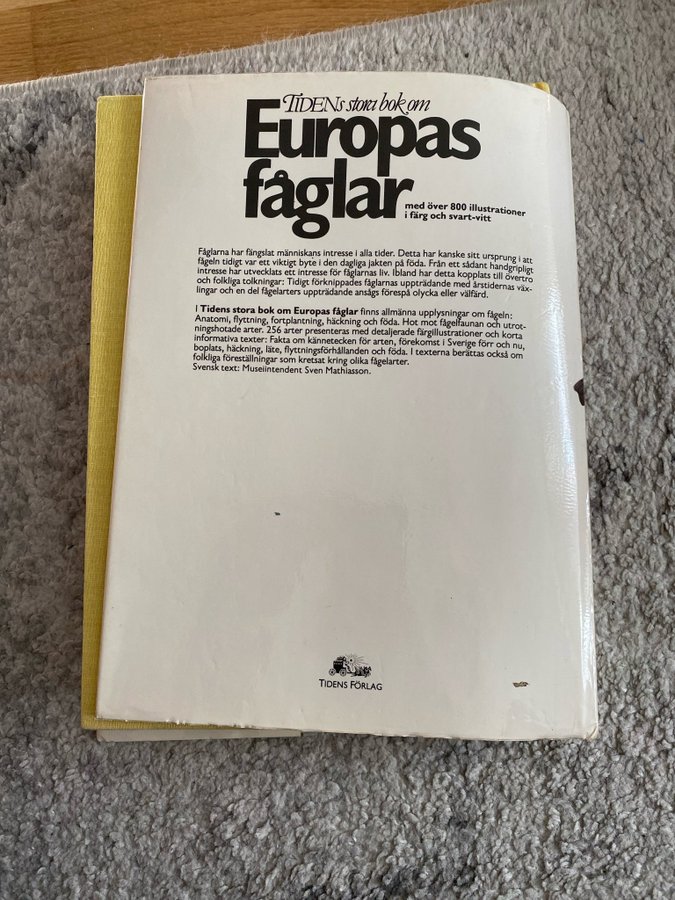 TIDENs stora bok om
Europas
fåglar
med över 800 illustrationer
i färg och svart-vitt
Fåglarna har fängslat människans intresse i alla tider. Detta har kanske sitt ursprung i att
fågeln tidigt var ett viktigt byte i den dagliga jakten på föda. Från ett sådant handgripligt
intresse har utvecklats ett intresse för fåglarnas liv. Ibland har detta kopplats till övertro
och folkliga tolkningar: Tidigt förknippades fåglarnas uppträdande med årstidernas väx-
lingar och en del fågelarters uppträdande ansågs förespå olycka eller välfärd.
I Tidens stora bok om Europas fåglar finns allmänna upplysningar om fågeln:
Anatomi, flyttning, fortplantning, häckning och föda. Hot mot fågelfaunan och utrot-
ningshotade arter. 256 arter presenteras med detaljerade färgillustrationer och korta
informativa texter: Fakta om kännetecken för arten, förekomst i Sverige förr och nu,
boplats, häckning, läte, flyttningsförhållanden och föda. I texterna berättas också om
folkliga föreställningar som kretsat kring olika fågelarter.
Svensk text: Museiintendent Sven Mathiasson.
TIDENS FÖRLAG